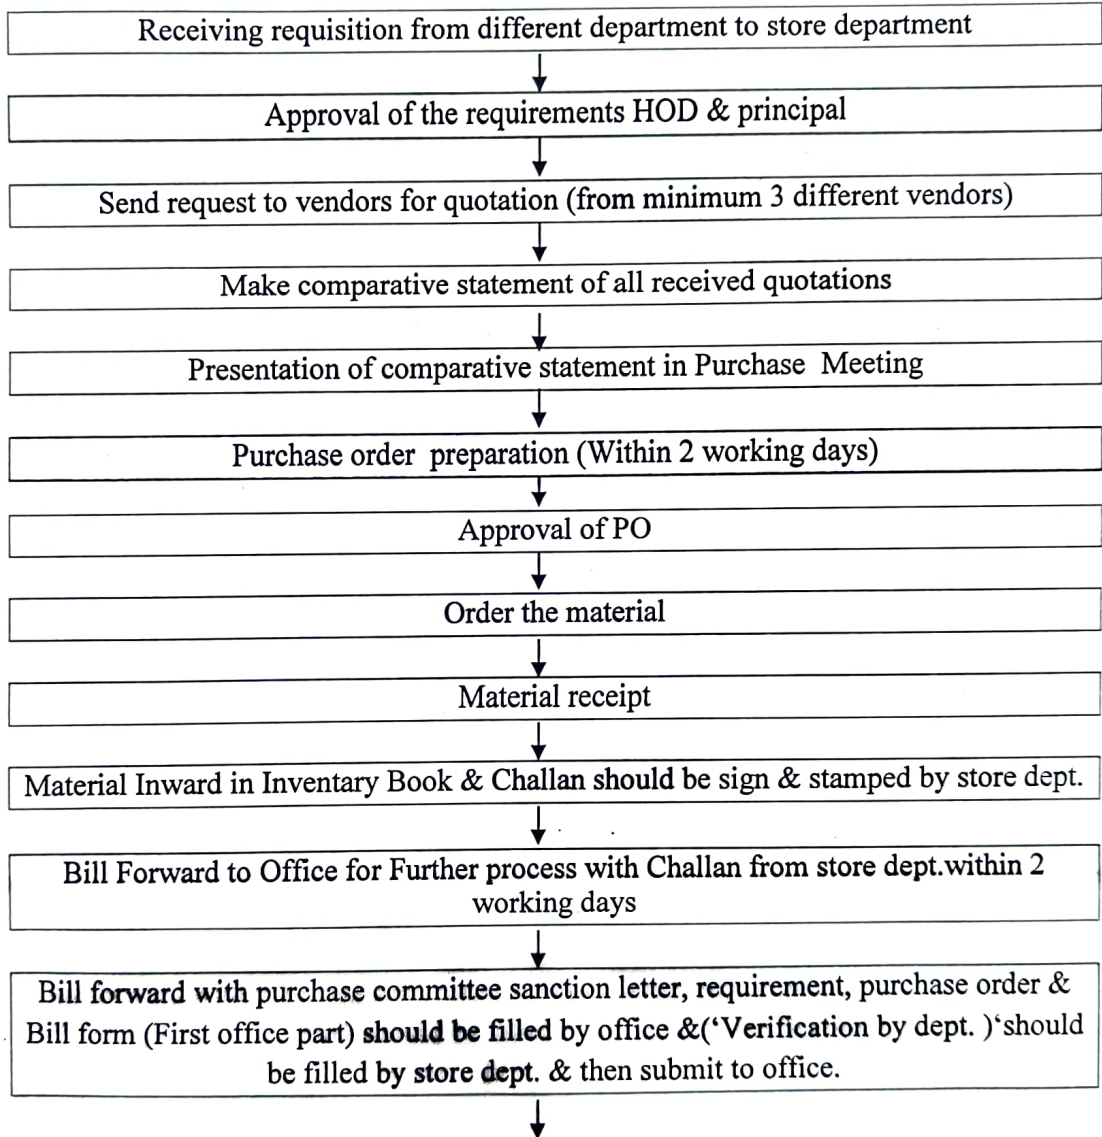 Receiving requisition from different department to store department
Approval of the requirements HOD & principal
Send request to vendors for quotation (from minimum 3 different vendors)
Make comparative statement of all received quotations
Presentation of comparative statement in Purchase Meeting
Purchase order preparation (Within 2 working days)
Approval of PO
Order the material
Material receipt
Material Inward in Inventary Book & Challan should be sign & stamped by store dept.
Bill Forward to Office for Further process with Challan from store dept.within 2
working days
Bill forward with purchase committee sanction letter, requirement, purchase order &
Bill form (First office part) should be filled by office &(‘Verification by dept. )‘should
be filled by store dept. & then submit to office.